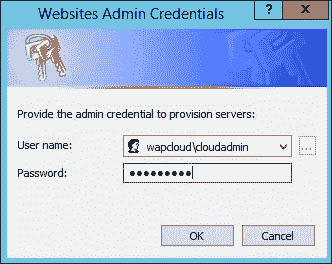 Websites Admin Credentials ? X
Provide the admin credential to provision servers:
User name: wapcloud\cloudadmin ...
Password: ●●●●●●●●●
OK Cancel